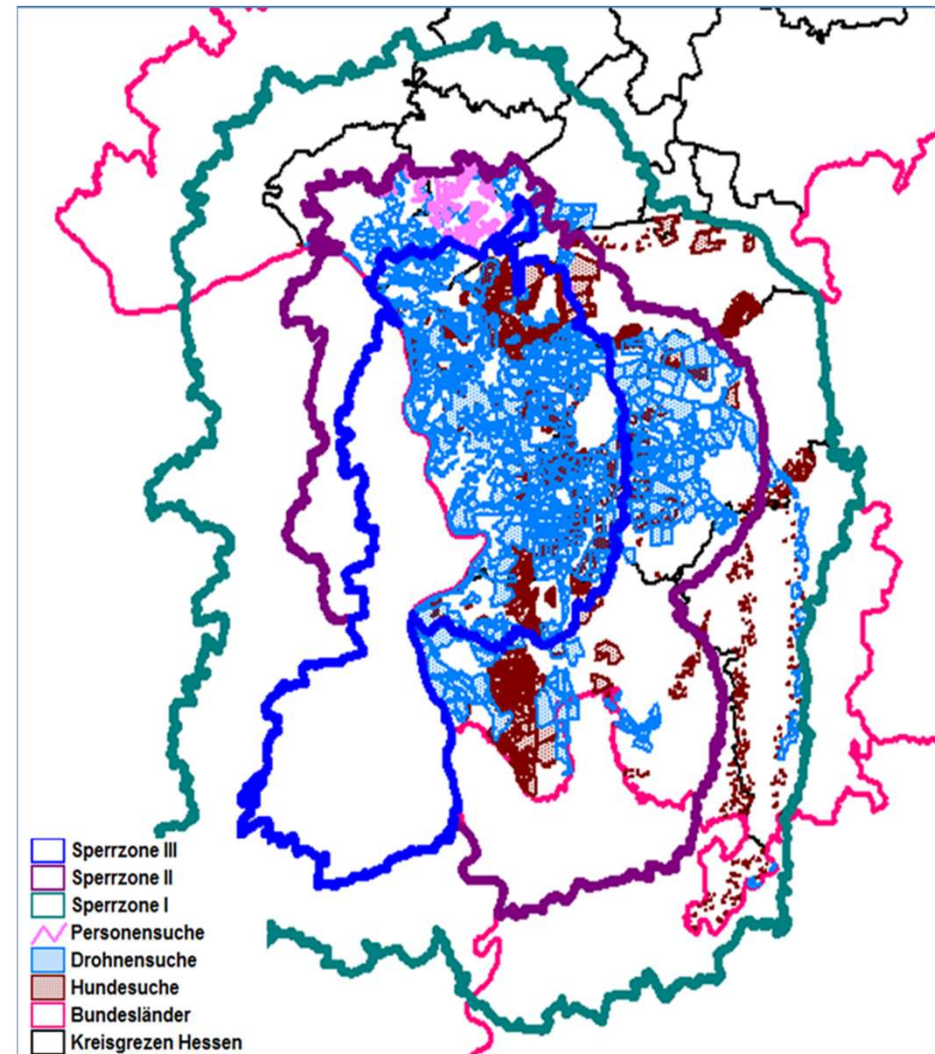 Sperrzone III
Sperrzone II
Sperrzone I
Personensuche
Drohnensuche
Hundesuche
Bundesländer
Kreisgrezen Hessen